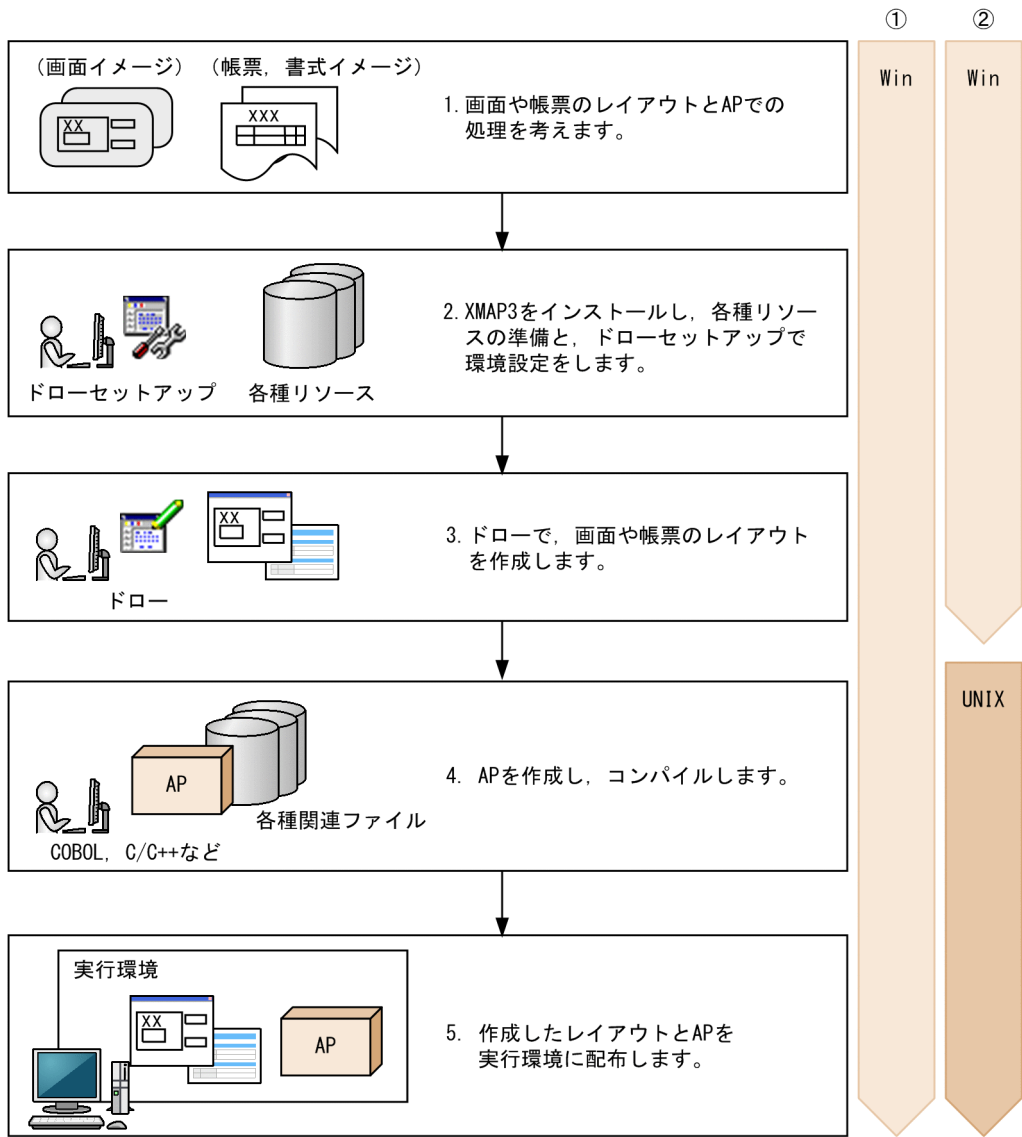 ① ②
Win Win
(画面イメージ) (帳票,書式イメージ)
XX
XXX
1.画面や帳票のレイアウトとAPでの
処理を考えます。
2.XMAP3をインストールし,各種リソー
スの準備と,ドローセットアップで
環境設定をします。
ドローセットアップ 各種リソース
XX
3.ドローで,画面や帳票のレイアウト
を作成します。
ドロー
UNIX
AP
4. APを作成し,コンパイルします。
各種関連ファイル
COBOL, C/C++など
実行環境
XX
AP
5. 作成したレイアウトとAPを
実行環境に配布します。